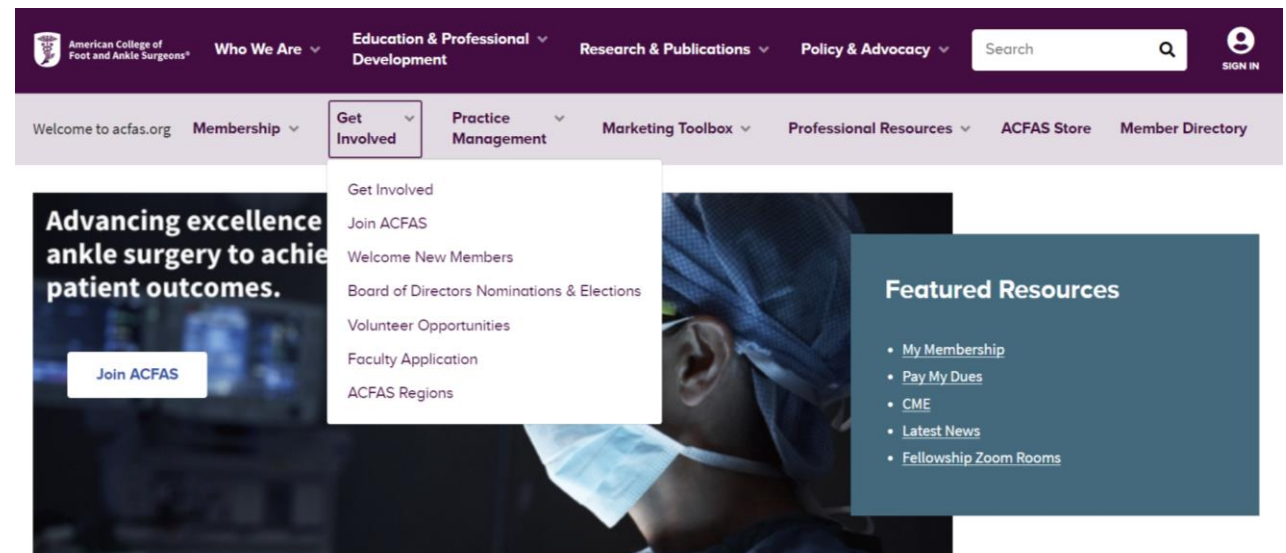 American College of
Foot and Ankle Surgeons®
Who We Are
Education & Professional
Development
Research & Publications
Policy & Advocacy
Search
SIGN IN
Welcome to acfas.org
Membership
Get
Involved
Practice
Management
Marketing Toolbox
Professional Resources
ACFAS Store
Member Directory
Get Involved
Join ACFAS
Welcome New Members
Board of Directors Nominations & Elections
Volunteer Opportunities
Faculty Application
ACFAS Regions
Advancing excellence
ankle surgery to achie
patient outcomes.
Join ACFAS
Featured Resources
• My Membership
• Pay My Dues
• CME
• Latest News
• Fellowship Zoom Rooms